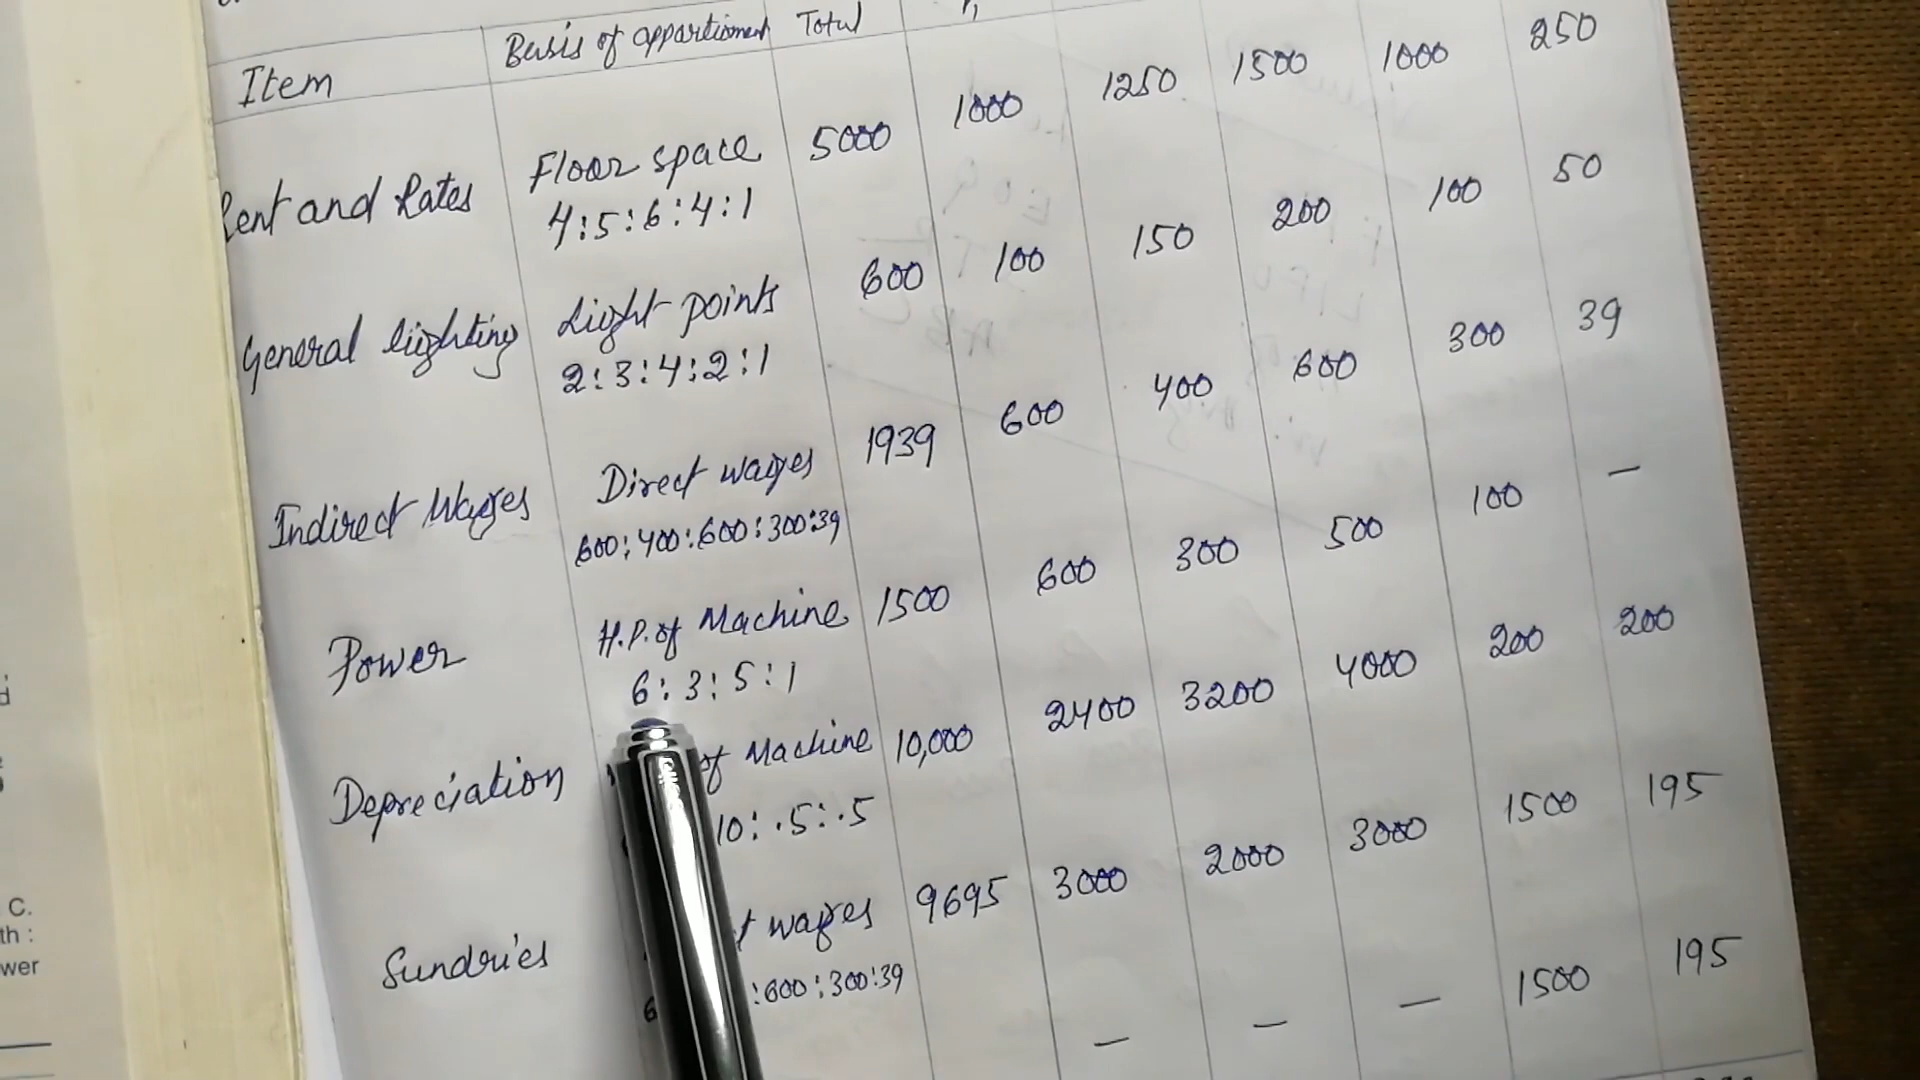 Item Basis of apportionment Total
Rent and Rates Floor space 5000 1000 1250 1500 1000 250
4:5:6:4:1
General lighting Light points 600 100 150 200 100 50
2:3:4:2:1
Indirect Wages Direct wages 1939 600 400 600 300 39
600:400:600:300:39
Power H.P. of Machine 1500 600 300 500 100 —
6:3:5:1
Depreciation of Machine 10,000 2400 3200 4000 200 200
10:.5:.5
Sundries wages 9695 3000 2000 3000 1500 195
:600:300:39
— — — 1500 195
C.
th :
wer